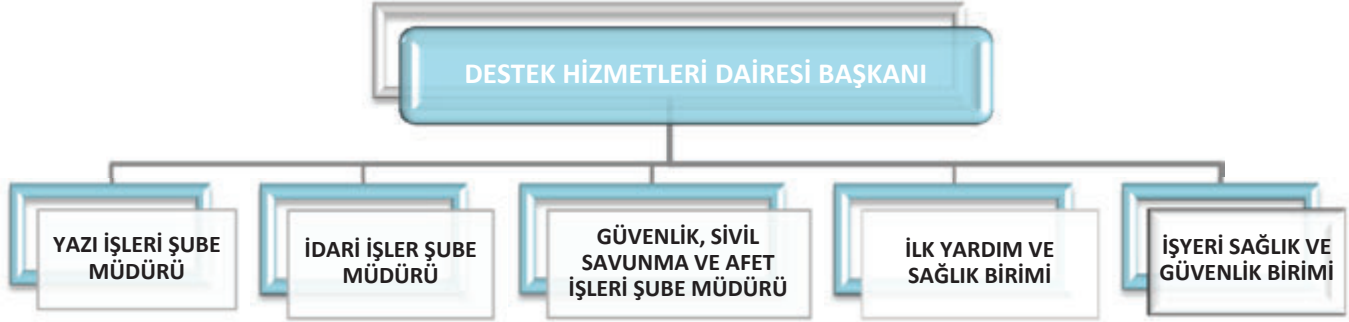 DESTEK HİZMETLERİ DAİRESİ BAŞKANI
YAZI İŞLERİ ŞUBE
MÜDÜRÜ
İDARİ İŞLER ŞUBE
MÜDÜRÜ
GÜVENLİK, SİVİL
SAVUNMA VE AFET
İŞLERİ ŞUBE MÜDÜRÜ
İLK YARDIM VE
SAĞLIK BİRİMİ
İŞYERİ SAĞLIK VE
GÜVENLİK BİRİMİ